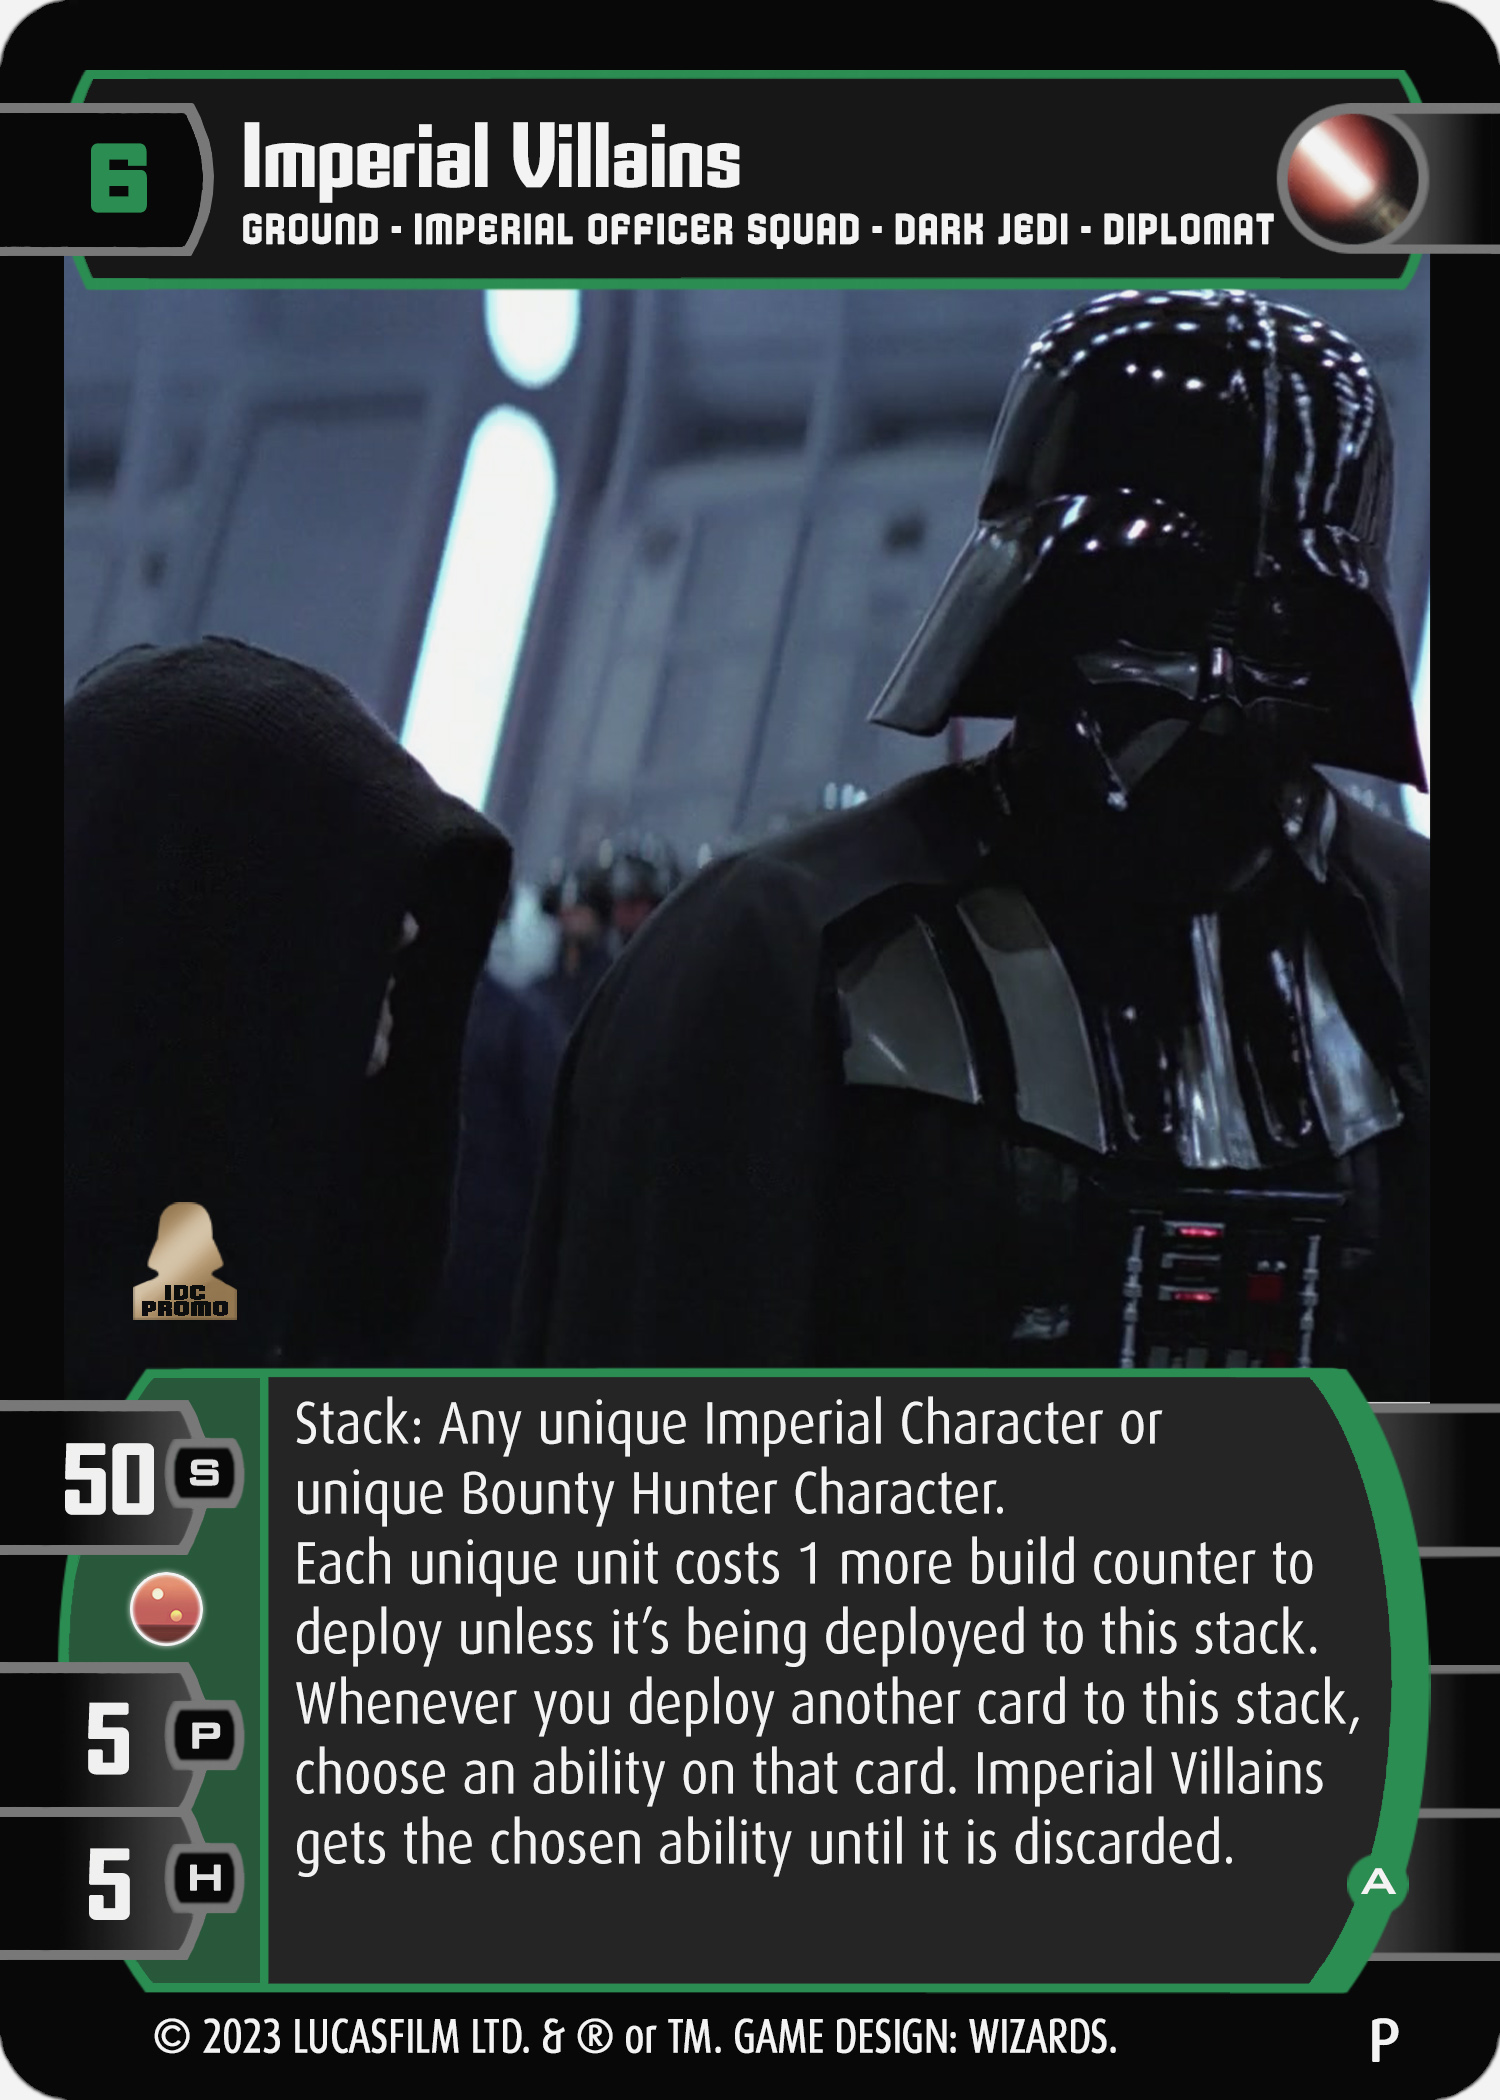 6
Imperial Villains
GROUND - IMPERIAL OFFICER SQUAD - DARK JEDI - DIPLOMAT
IDC
PROMO
50 S
5 P
5 H
Stack: Any unique Imperial Character or
unique Bounty Hunter Character.
Each unique unit costs 1 more build counter to
deploy unless it’s being deployed to this stack.
Whenever you deploy another card to this stack,
choose an ability on that card. Imperial Villains
gets the chosen ability until it is discarded.
A
© 2023 LUCASFILM LTD. & ® or TM. GAME DESIGN: WIZARDS.
P